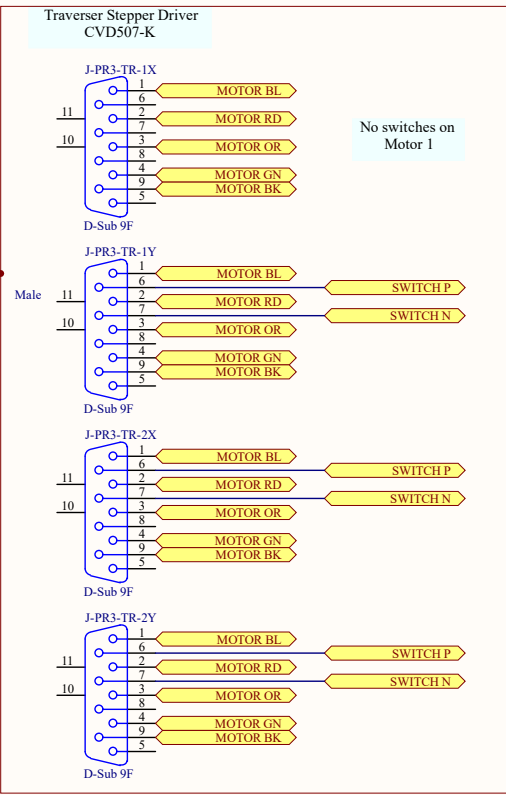 Traverser Stepper Driver
CVD507-K
J-PR3-TR-1X
1 MOTOR BL
6
11 2 MOTOR RD
7
10 3 MOTOR OR
8
4 MOTOR GN
9 MOTOR BK
5
D-Sub 9F
No switches on
Motor 1
J-PR3-TR-1Y
1 MOTOR BL
6 SWITCH P
Male 11 2 MOTOR RD
7 SWITCH N
10 3 MOTOR OR
8
4 MOTOR GN
9 MOTOR BK
5
D-Sub 9F
J-PR3-TR-2X
1 MOTOR BL
6 SWITCH P
11 2 MOTOR RD
7 SWITCH N
10 3 MOTOR OR
8
4 MOTOR GN
9 MOTOR BK
5
D-Sub 9F
J-PR3-TR-2Y
1 MOTOR BL
6 SWITCH P
11 2 MOTOR RD
7 SWITCH N
10 3 MOTOR OR
8
4 MOTOR GN
9 MOTOR BK
5
D-Sub 9F